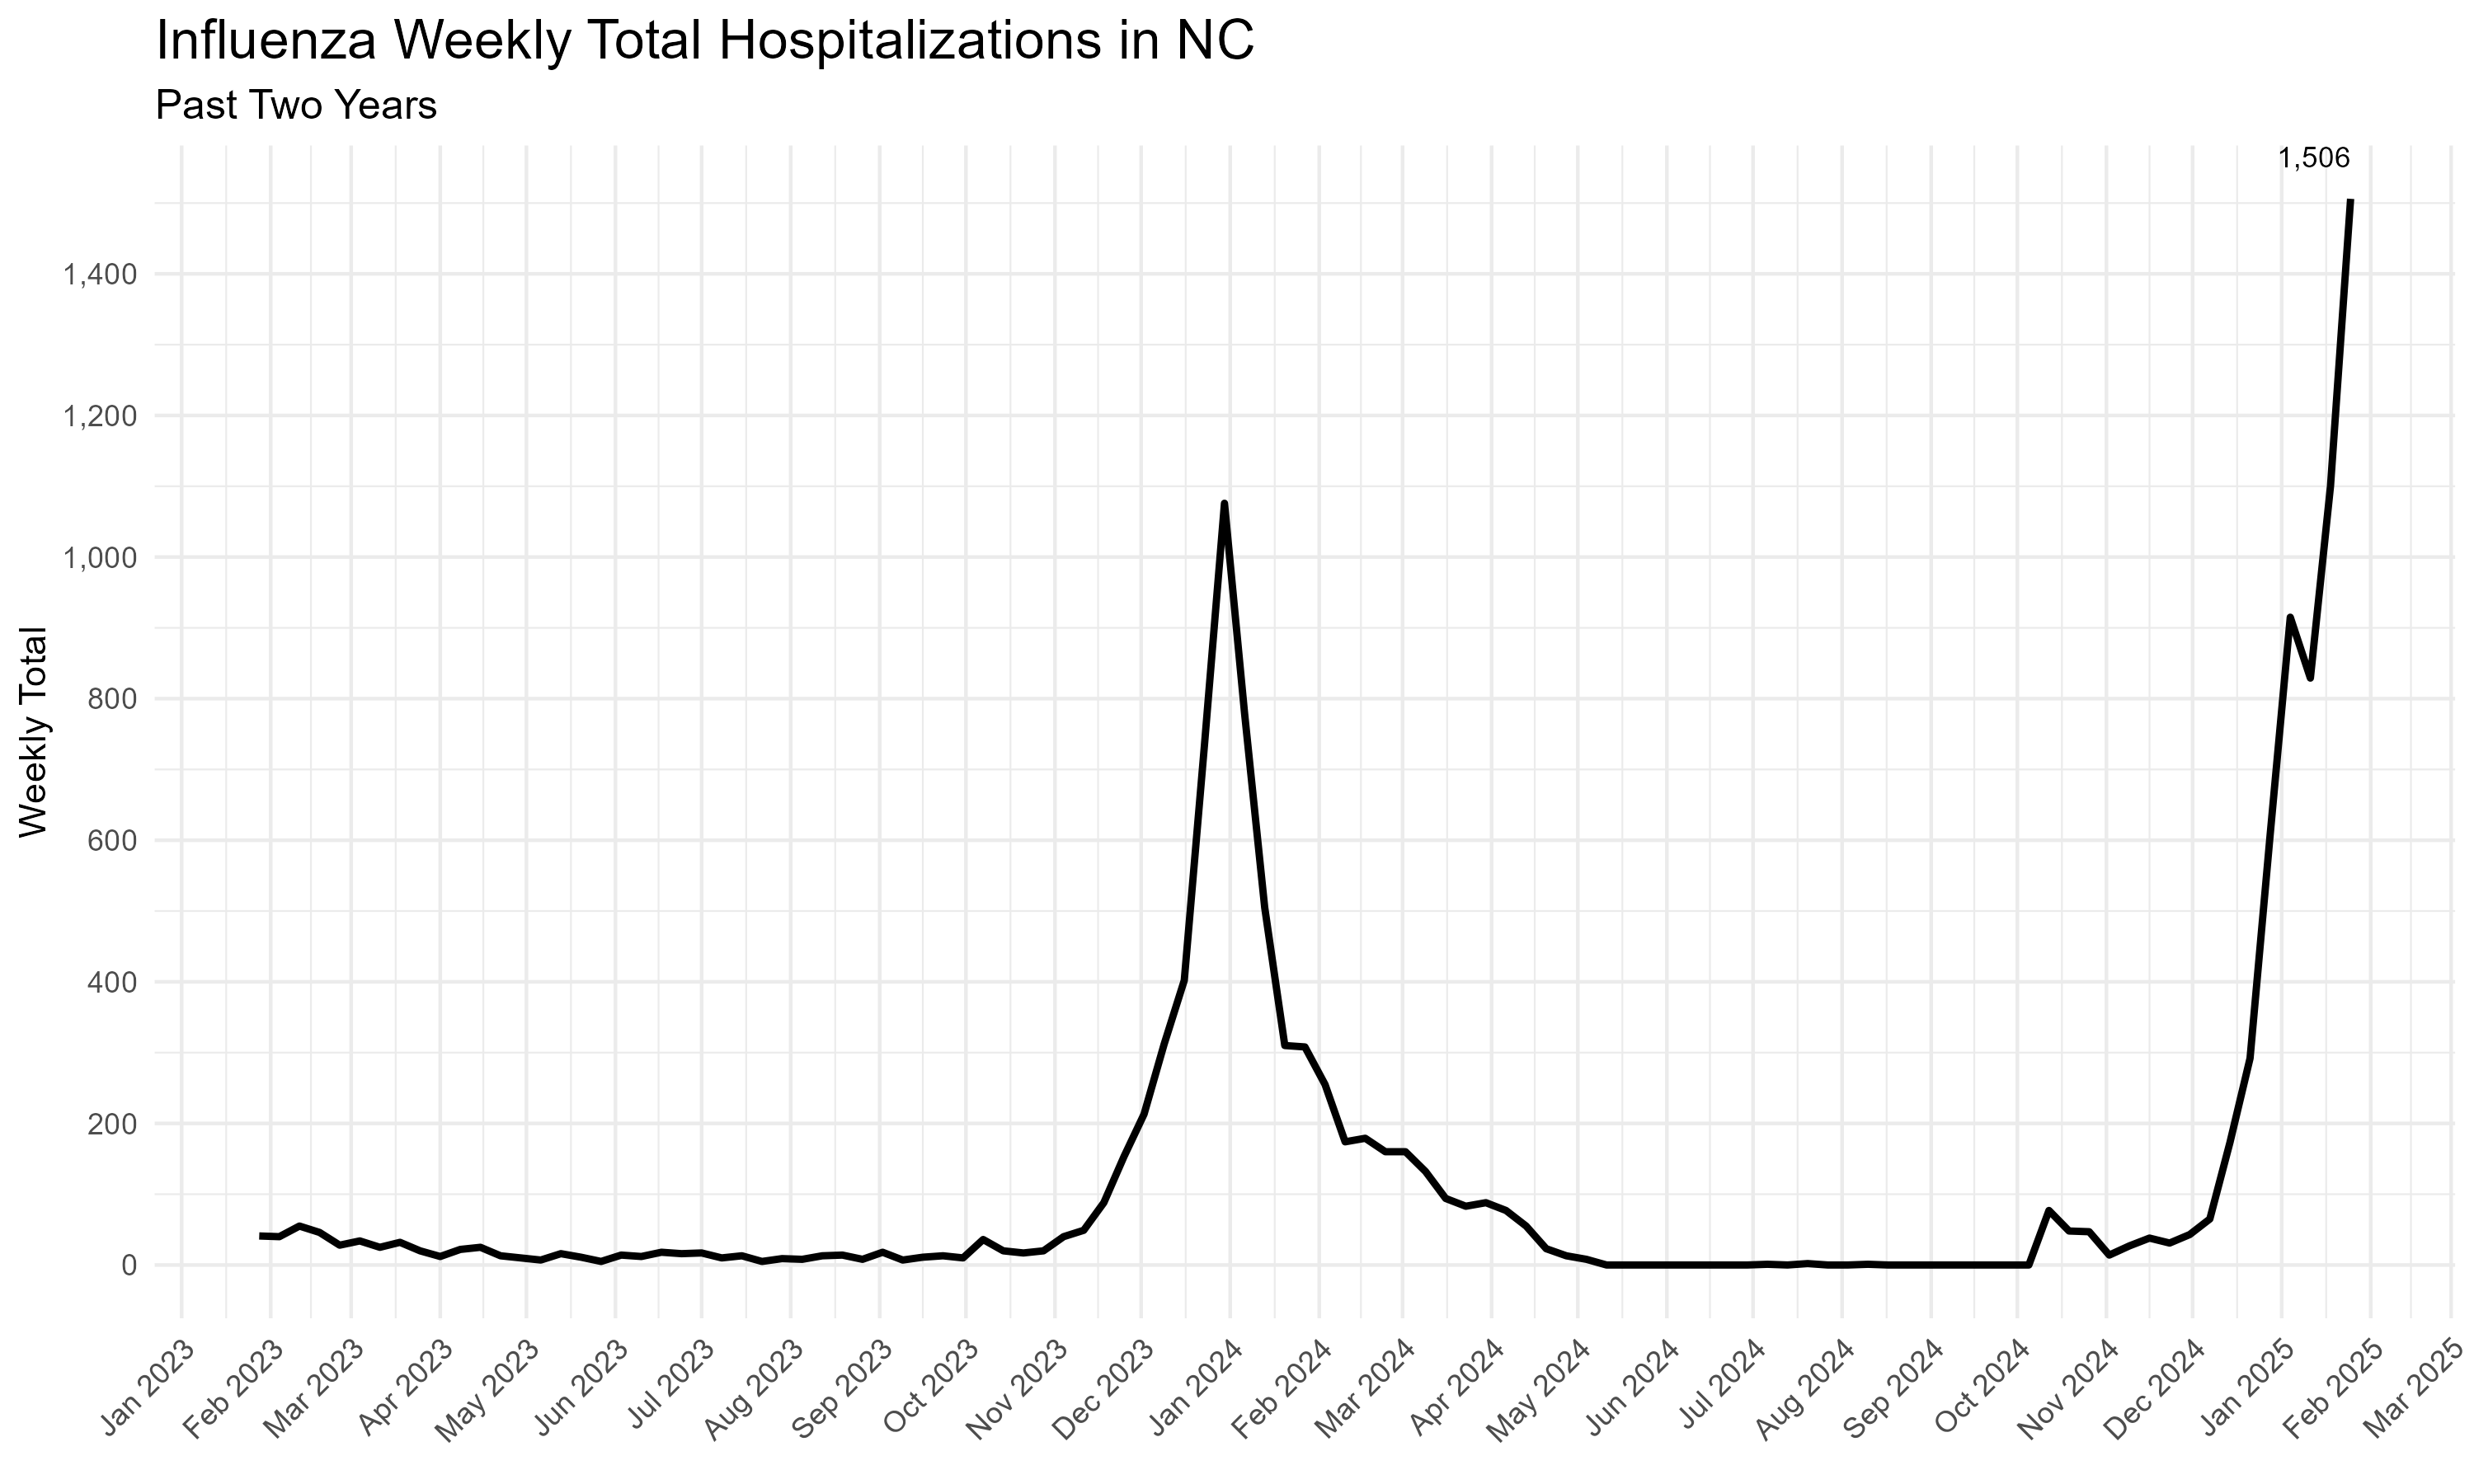 Influenza Weekly Total Hospitalizations in NC
Past Two Years
1,506
Weekly Total
1,400
1,200
1,000
800
600
400
200
0
Jan 2023
Feb 2023
Mar 2023
Apr 2023
May 2023
Jun 2023
Jul 2023
Aug 2023
Sep 2023
Oct 2023
Nov 2023
Dec 2023
Jan 2024
Feb 2024
Mar 2024
Apr 2024
May 2024
Jun 2024
Jul 2024
Aug 2024
Sep 2024
Oct 2024
Nov 2024
Dec 2024
Jan 2025
Feb 2025
Mar 2025